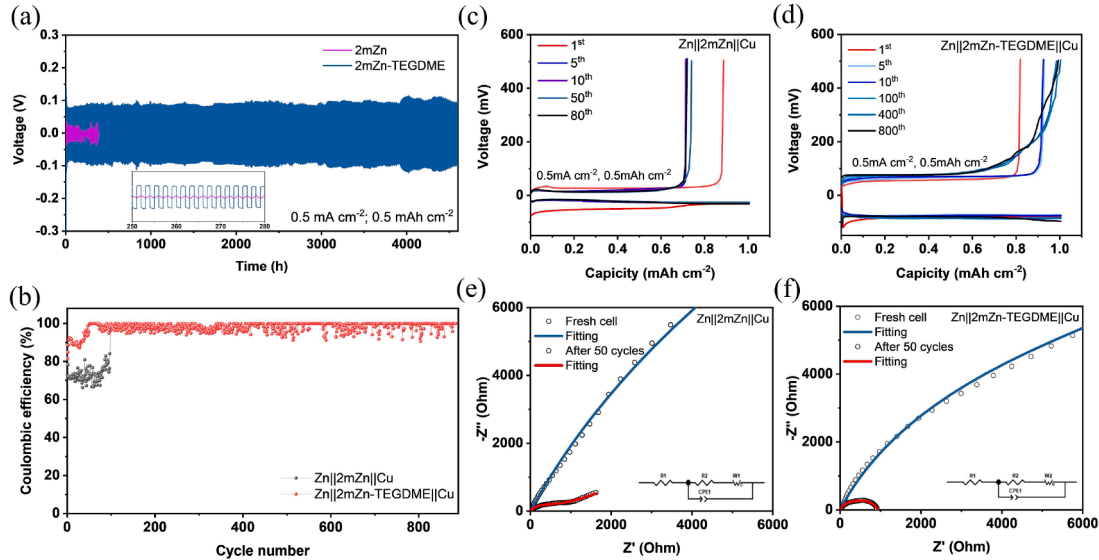 (a)
0.3
0.2
0.1
0.0
-0.1
-0.2
-0.3
Voltage (V)
2mZn
2mZn-TEGDME
250 260 270 280
0.5 mA cm-2; 0.5 mAh cm-2
0 1000 2000 3000 4000
Time (h)
(c)
600
400
200
0
Voltage (mV)
1st
5th
10th
50th
80th
Zn||2mZn||Cu
0.5mA cm-2, 0.5mAh cm-2
0.0 0.2 0.4 0.6 0.8 1.0
Capicity (mAh cm-2)
(d)
600
400
200
0
Voltage (mV)
1st
5th
10th
100th
400th
800th
Zn||2mZn-TEGDME||Cu
0.5mA cm-2, 0.5mAh cm-2
0.0 0.2 0.4 0.6 0.8 1.0
Capicity (mAh cm-2)
(b)
100
80
60
40
20
0
Coulombic efficiency (%)
Zn||2mZn||Cu
Zn||2mZn-TEGDME||Cu
0 200 400 600 800
Cycle number
(e)
6000
4000
2000
0
-Z'' (Ohm)
Fresh cell
Fitting
After 50 cycles
Fitting
Zn||2mZn||Cu
R1 R2 W1
CPE1
0 2000 4000 6000
Z' (Ohm)
(f)
6000
4000
2000
0
-Z'' (Ohm)
Fresh cell
Fitting
After 50 cycles
Fitting
Zn||2mZn-TEGDME||Cu
R1 R2
CPE1
0 2000 4000 6000
Z' (Ohm)